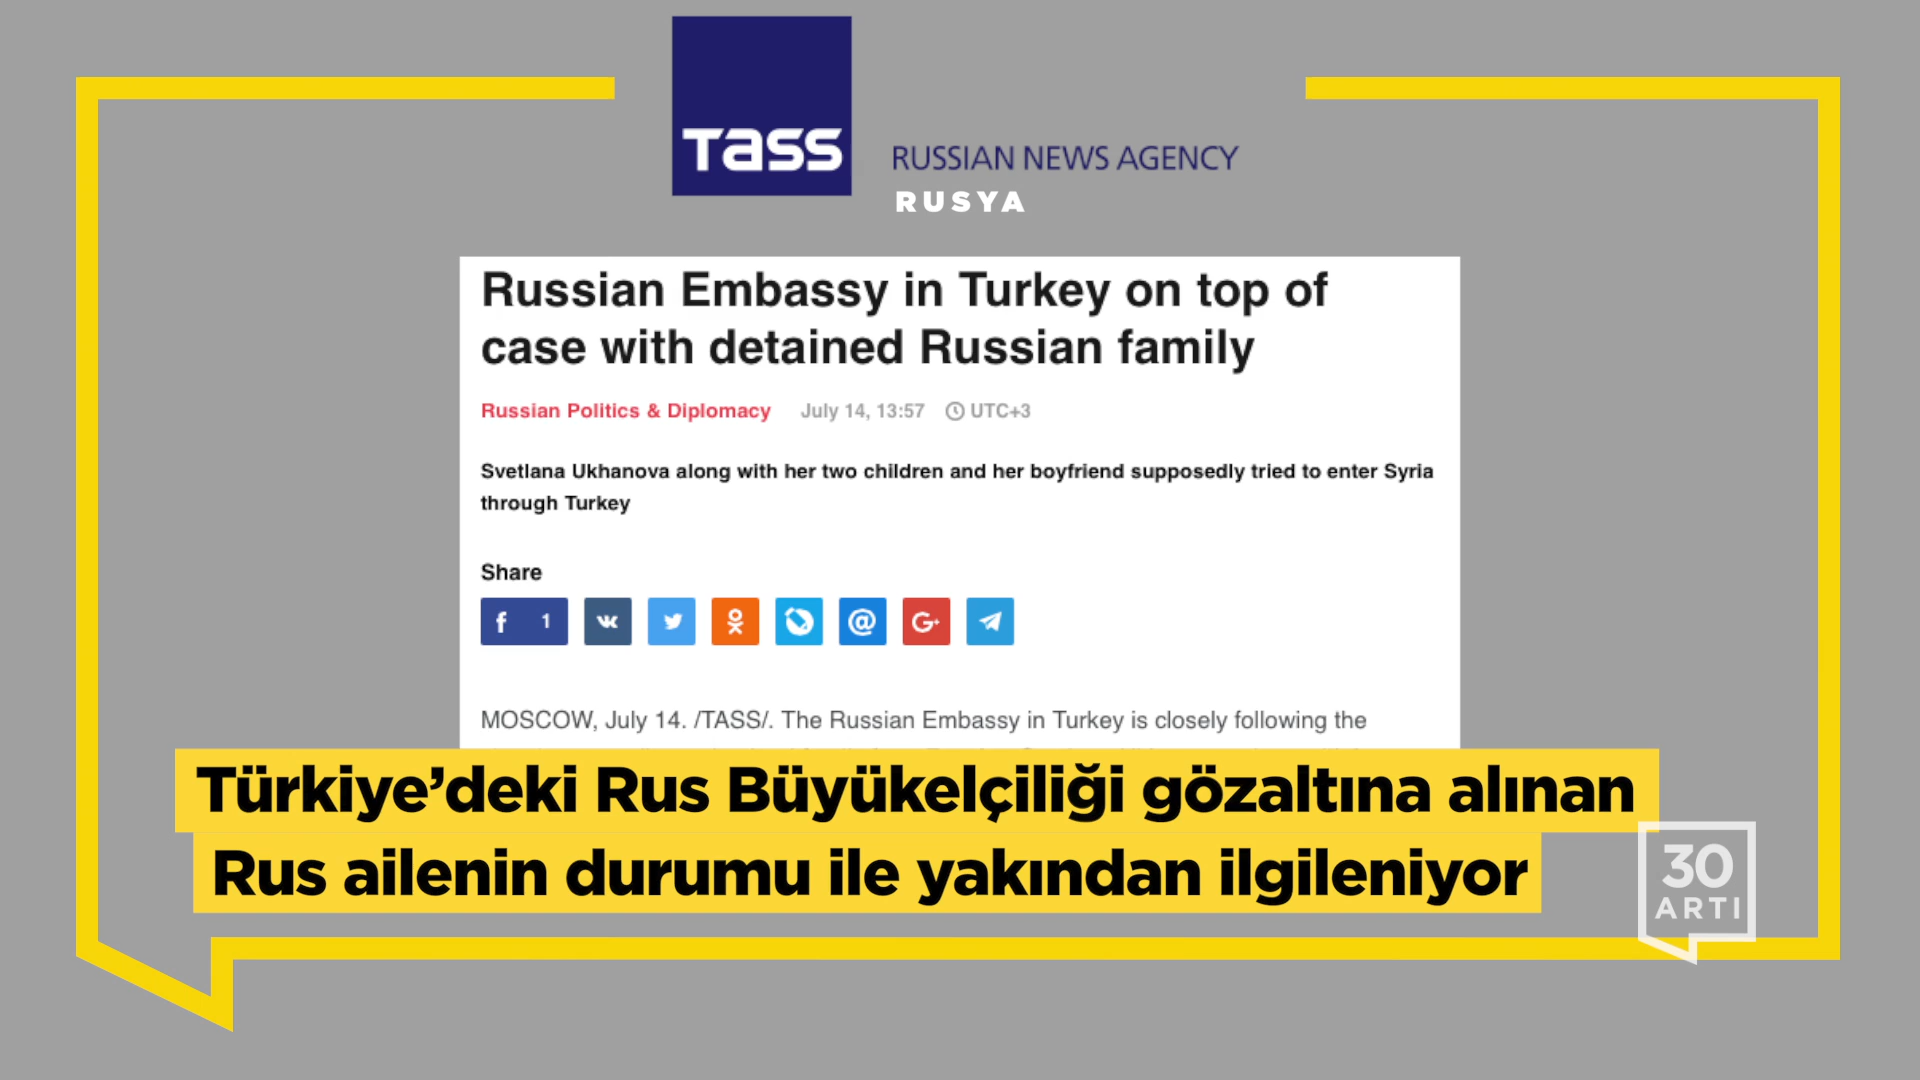 TASS
RUSSIAN NEWS AGENCY
RUSYA
Russian Embassy in Turkey on top of
case with detained Russian family
Russian Politics & Diplomacy July 14, 13:57 UTC+3
Svetlana Ukhanova along with her two children and her boyfriend supposedly tried to enter Syria
through Turkey
Share
f 1
MOSCOW, July 14. /TASS/. The Russian Embassy in Turkey is closely following the
Türkiye’deki Rus Büyükelçiliği gözaltına alınan
Rus ailenin durumu ile yakından ilgileniyor
30
ARTI